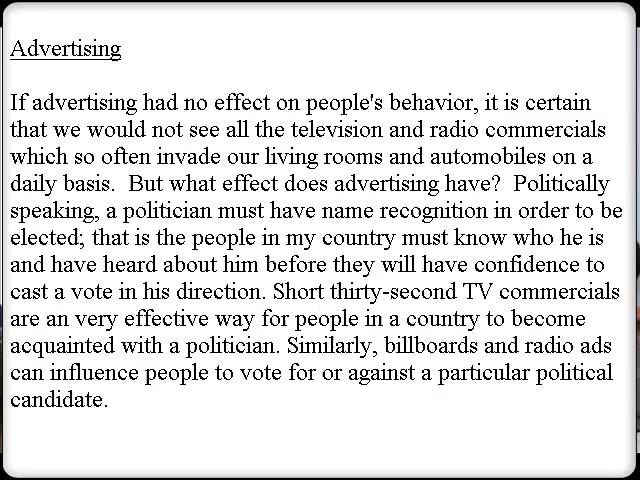 Advertising
If advertising had no effect on people's behavior, it is certain
that we would not see all the television and radio commercials
which so often invade our living rooms and automobiles on a
daily basis.  But what effect does advertising have?  Politically
speaking, a politician must have name recognition in order to be
elected; that is the people in my country must know who he is
and have heard about him before they will have confidence to
cast a vote in his direction. Short thirty-second TV commercials
are an very effective way for people in a country to become
acquainted with a politician. Similarly, billboards and radio ads
can influence people to vote for or against a particular political
candidate.